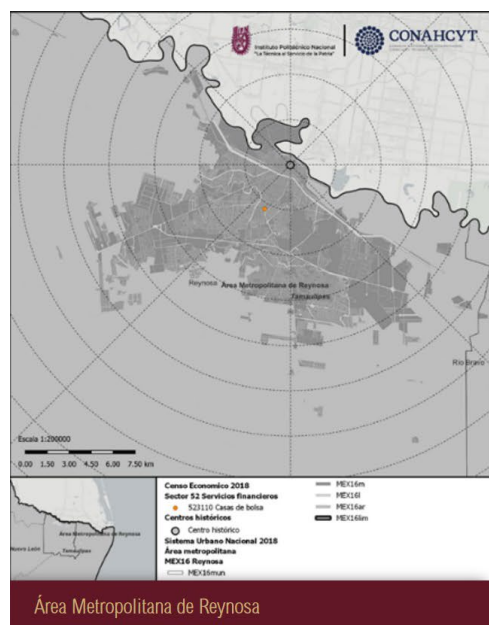 Instituto Politécnico Nacional
"La Técnica al Servicio de la Patria"
CONAHCYT
Reynosa
Área Metropolitana de Reynosa
Tamaulipas
Río Bravo
Escala 1:200000
0.00 1.50 3.00 4.50 6.00 7.50 km
Área Metropolitana de Reynosa
Nuevo León
Tamaulipas
Censo Economico 2018
Sector 52 Servicios financieros
523110 Casas de bolsa
Centros históricos
Centro histórico
Sistema Urbano Nacional 2018
Área metropolitana
MEX16 Reynosa
MEX16mun
MEX16m
MEX16l
MEX16ar
MEX16lim
Área Metropolitana de Reynosa